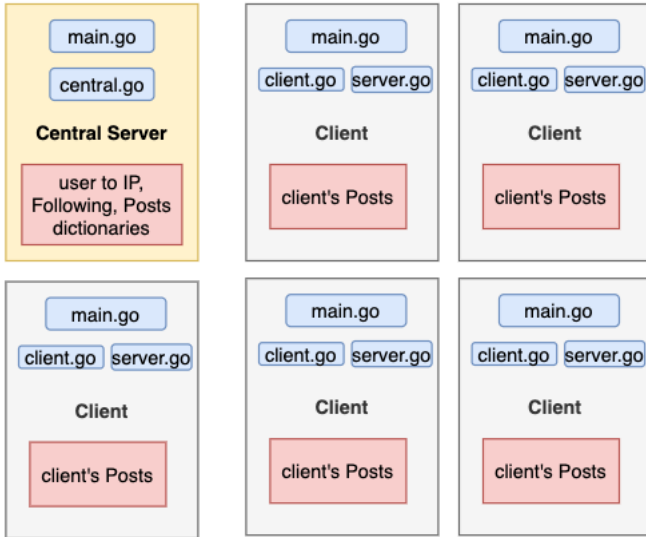 main.go
central.go
Central Server
user to IP,
Following, Posts
dictionaries
main.go
client.go server.go
Client
client's Posts
main.go
client.go server.go
Client
client's Posts
main.go
client.go server.go
Client
client's Posts
main.go
client.go server.go
Client
client's Posts
main.go
client.go server.go
Client
client's Posts